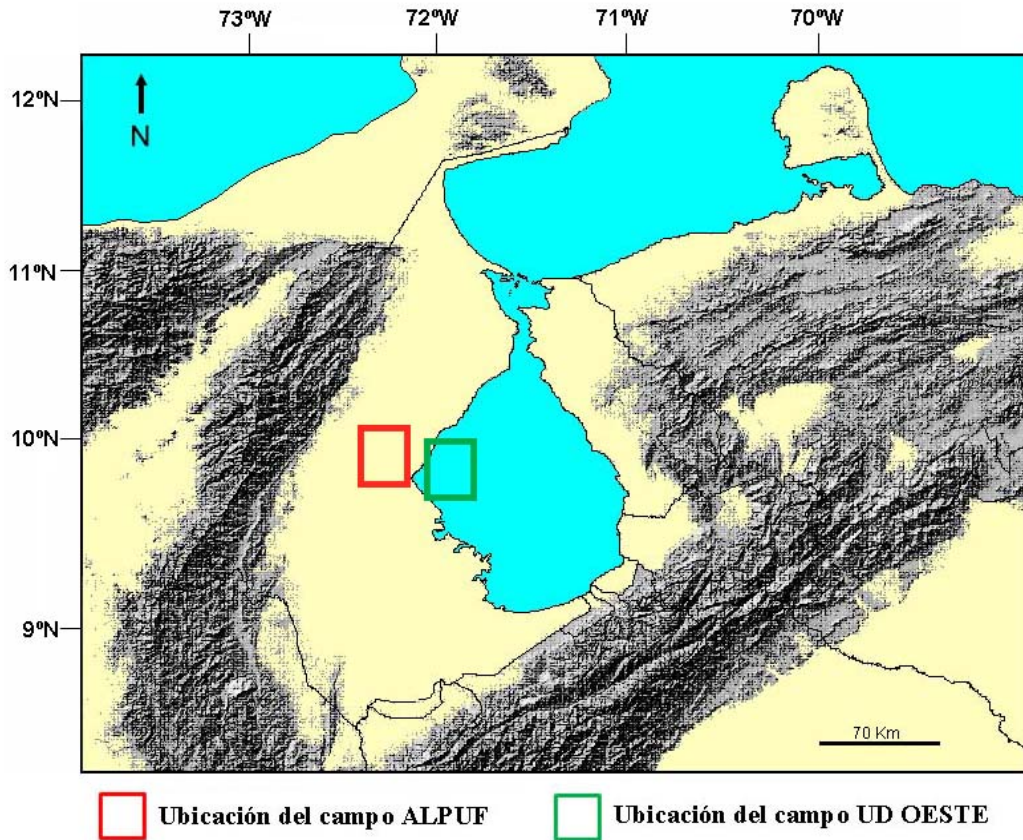 73ºW 72ºW 71ºW 70ºW
12ºN
N
11ºN
10ºN
9ºN
70 Km
Ubicación del campo ALPUF
Ubicación del campo UD OESTE